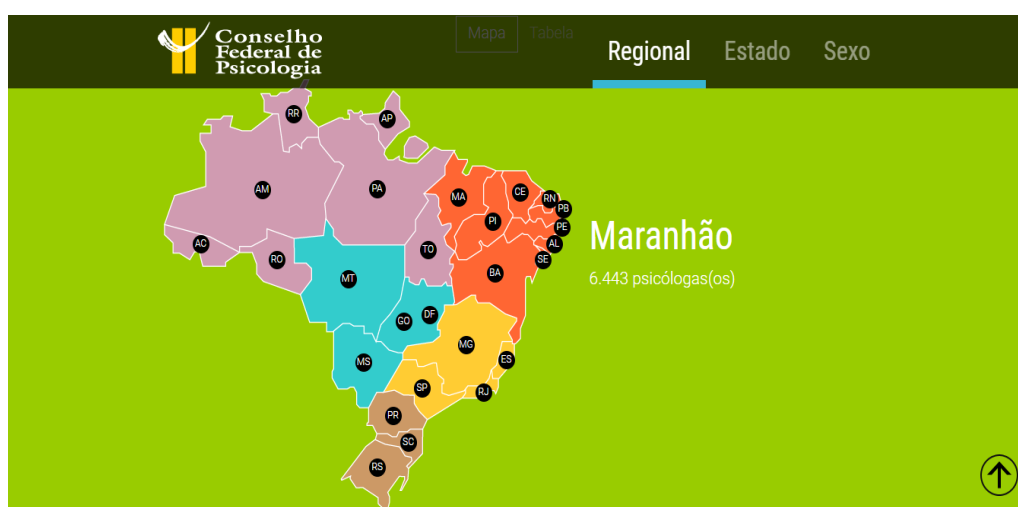 Conselho
Federal de
Psicologia
Mapa Tabela
Regional Estado Sexo
RR
AP
AM
PA
MA
CE
RN
PB
PI
PE
AC
TO
AL
RO
SE
MT
BA
Maranhão
6.443 psicólogas(os)
GO
DF
MG
MS
ES
SP
RJ
PR
SC
RS